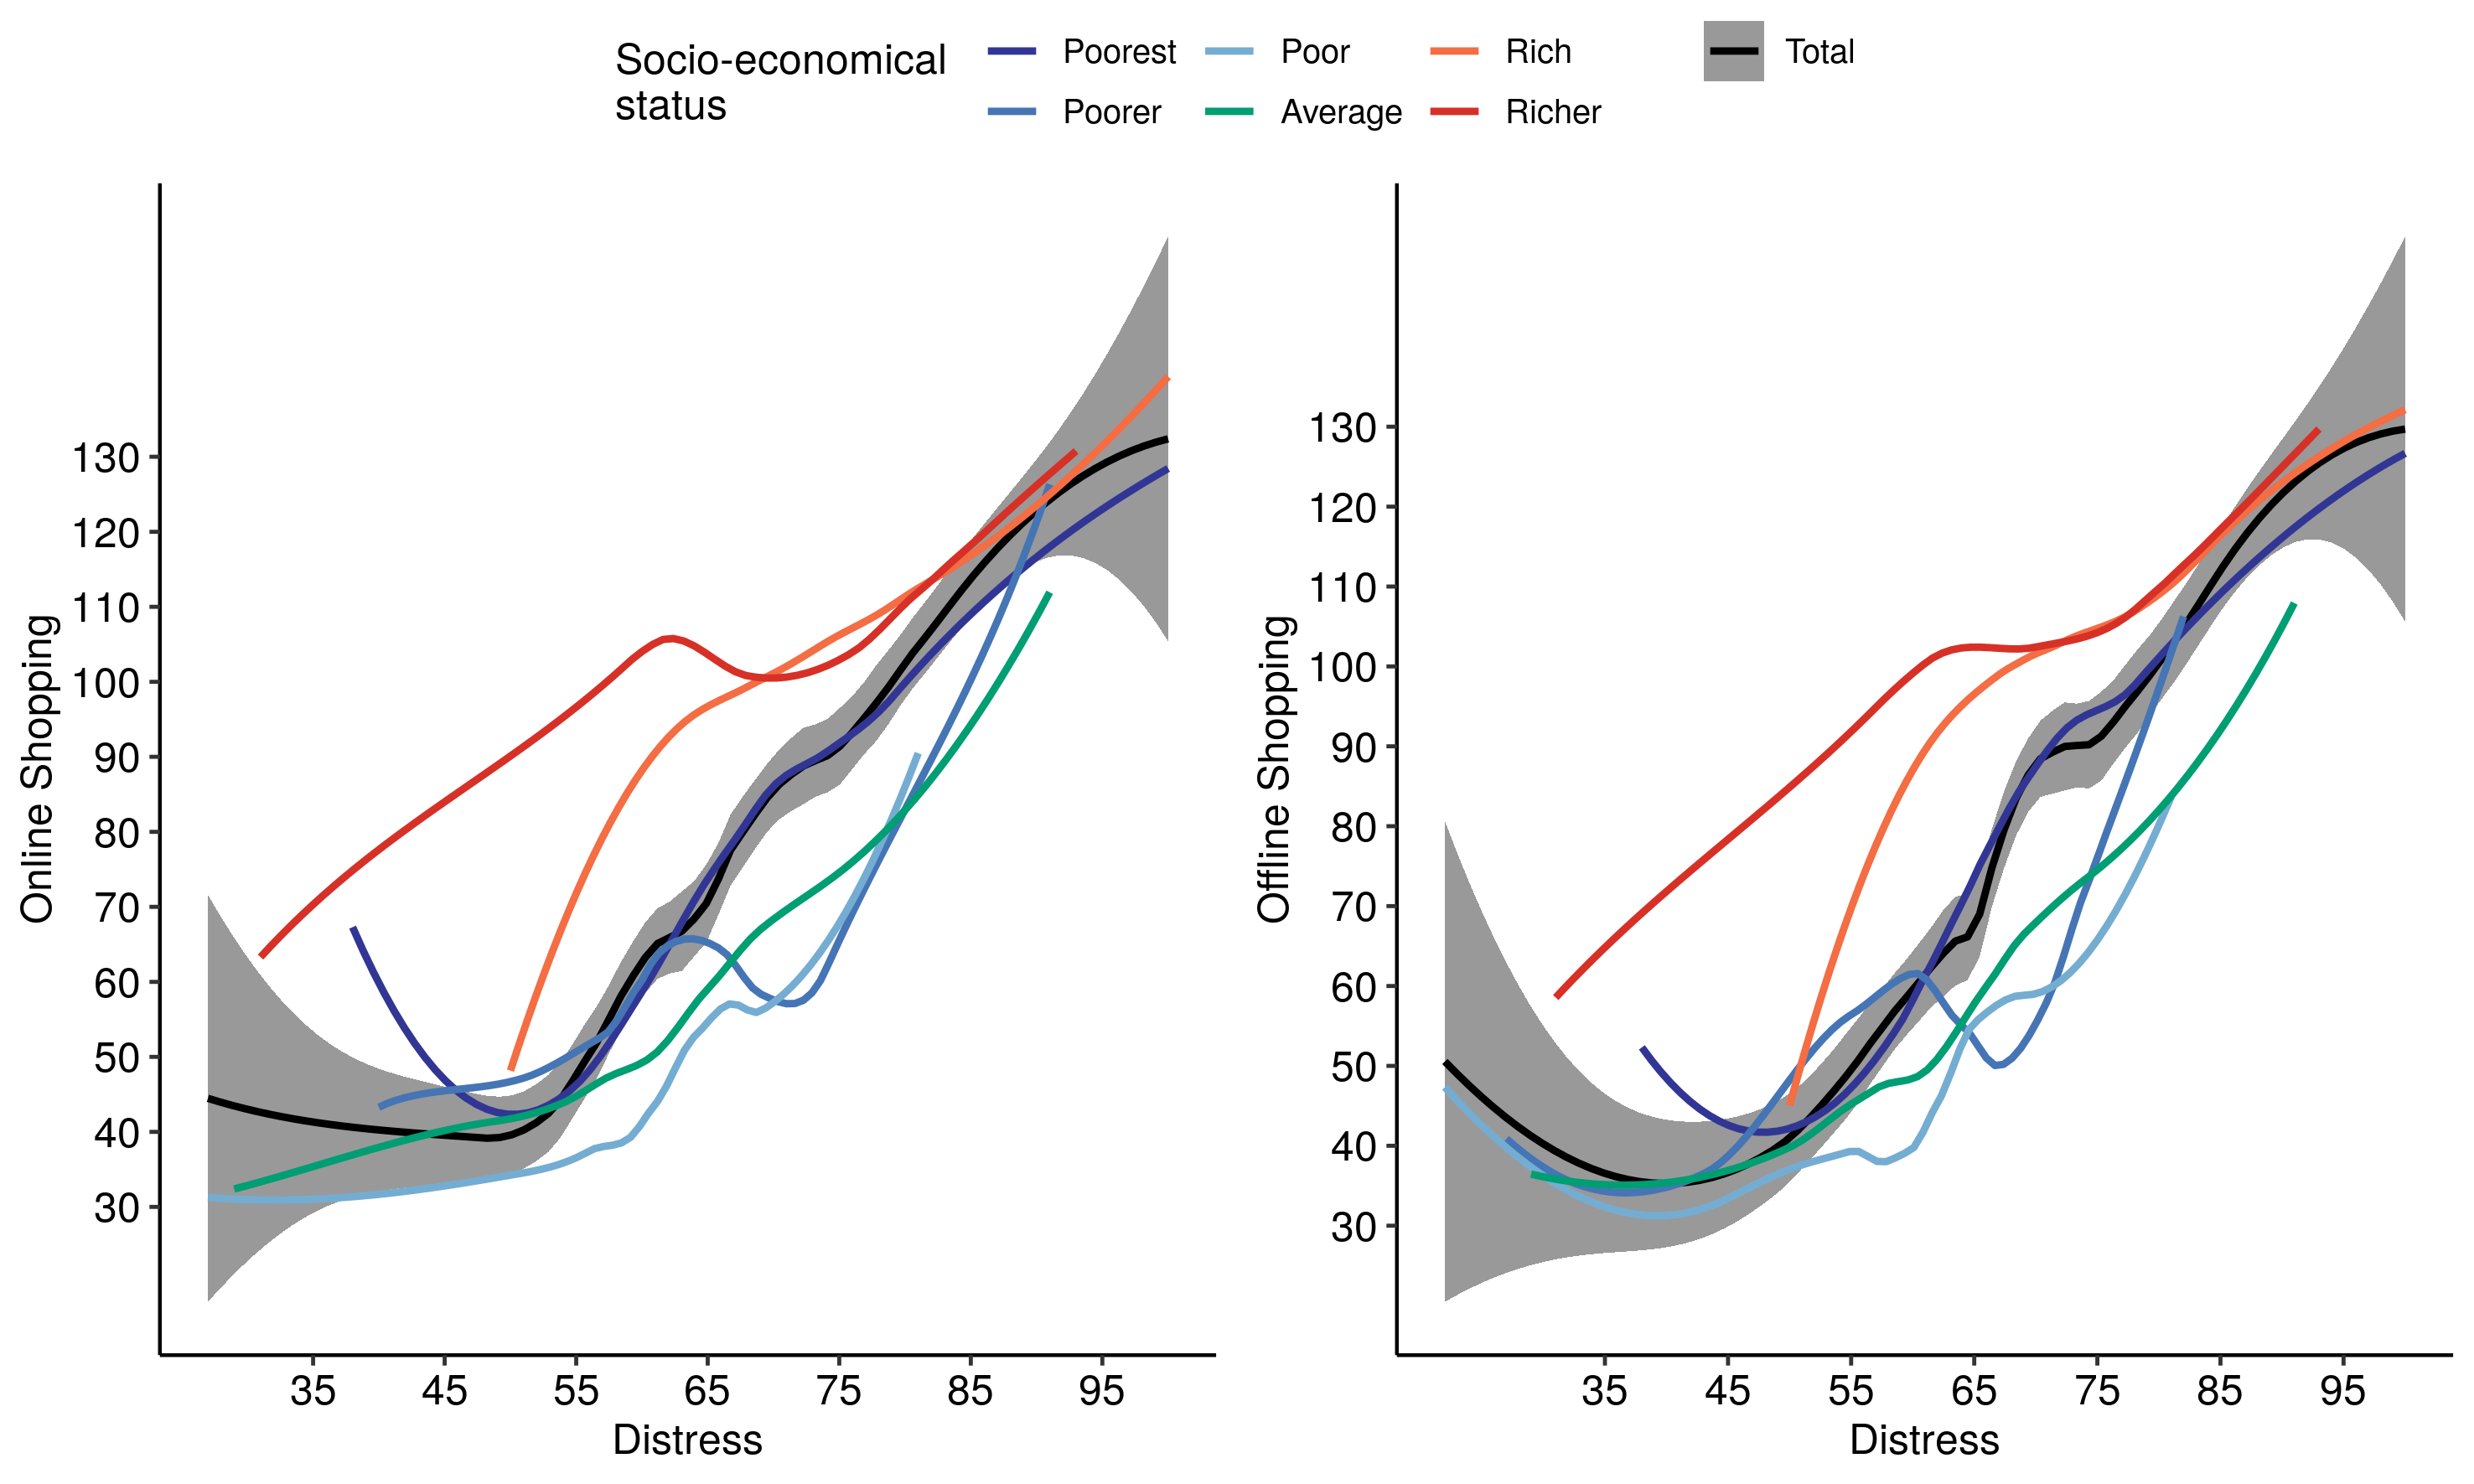 Socio-economical
status
Poorest
Poor
Rich
Total
Poorer
Average
Richer
Online Shopping
130
120
110
100
90
80
70
60
50
40
30
35 45 55 65 75 85 95
Distress
Offline Shopping
130
120
110
100
90
80
70
60
50
40
30
35 45 55 65 75 85 95
Distress